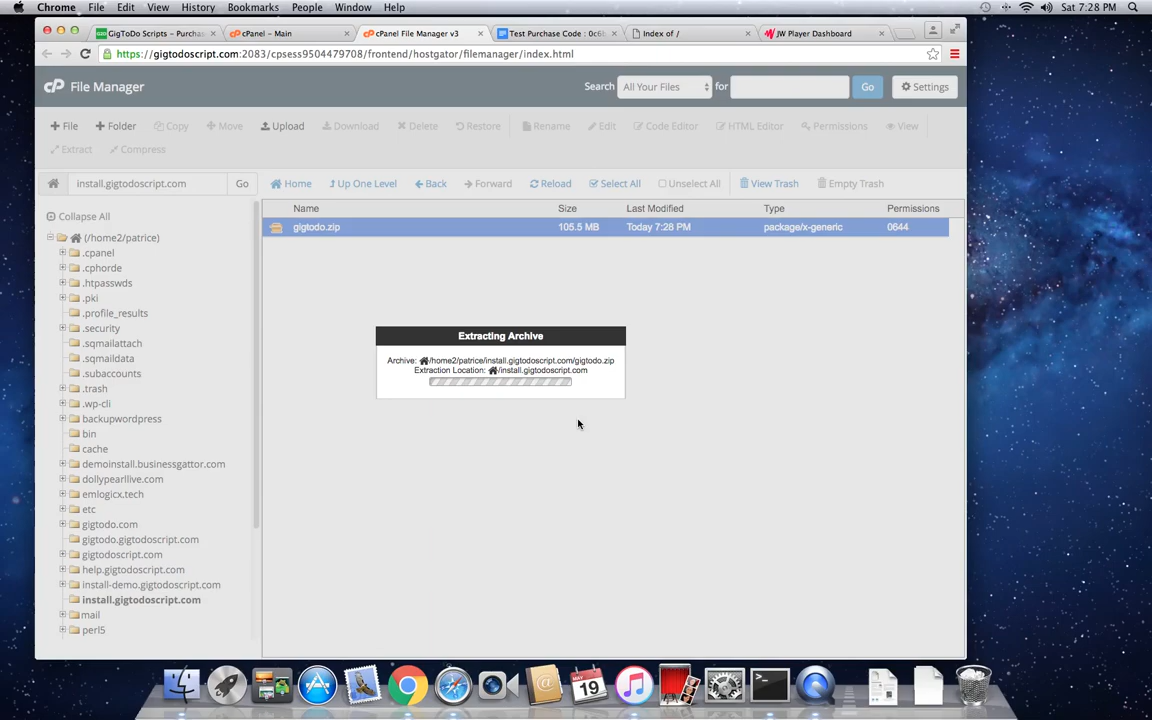 Chrome File Edit View History Bookmarks People Window Help Sat 7:28 PM
GigToDo Scripts – Purchas cPanel – Main cPanel File Manager v3 Test Purchase Code : 0c6 Index of / JW Player Dashboard
https://gigtodoscript.com:2083/cpsess9504479708/frontend/hostgator/filemanager/index.html
cP File Manager Search All Your Files for Go Settings
File Folder Copy Move Upload Download Delete Restore Rename Edit Code Editor HTML Editor Permissions View
Extract Compress
install.gigtodoscript.com Go Home Up One Level Back Forward Reload Select All Unselect All View Trash Empty Trash
Collapse All
Name Size Last Modified Type Permissions
gigtodo.zip 105.5 MB Today 7:28 PM package/x-generic 0644
(/home2/patrice)
.cpanel
.cphorde
.htpasswds
.pki
.profile_results
.security
.sqmailattach
.sqmaildata
.subaccounts
.trash
.wp-cli
backupwordpress
bin
cache
demoinstall.businessgattor.com
dollypearllive.com
emlogicx.tech
etc
gigtodo.com
gigtodo.gigtodoscript.com
gigtodoscript.com
help.gigtodoscript.com
install-demo.gigtodoscript.com
install.gigtodoscript.com
mail
perl5
Extracting Archive
Archive: /home2/patrice/install.gigtodoscript.com/gigtodo.zip
Extraction Location: /install.gigtodoscript.com
MAY
19